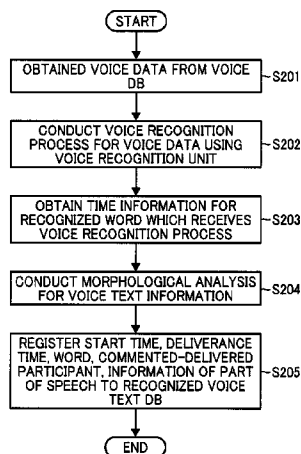 START
OBTAINED VOICE DATA FROM VOICE
DB
S201
CONDUCT VOICE RECOGNITION
PROCESS FOR VOICE DATA USING
VOICE RECOGNITION UNIT
S202
OBTAIN TIME INFORMATION FOR
RECOGNIZED WORD WHICH RECEIVES
VOICE RECOGNITION PROCESS
S203
CONDUCT MORPHOLOGICAL ANALYSIS
FOR VOICE TEXT INFORMATION
S204
REGISTER START TIME, DELIVERANCE
TIME, WORD, COMMENTED-DELIVERED
PARTICIPANT, INFORMATION OF PART
OF SPEECH TO RECOGNIZED VOICE
TEXT DB
S205
END